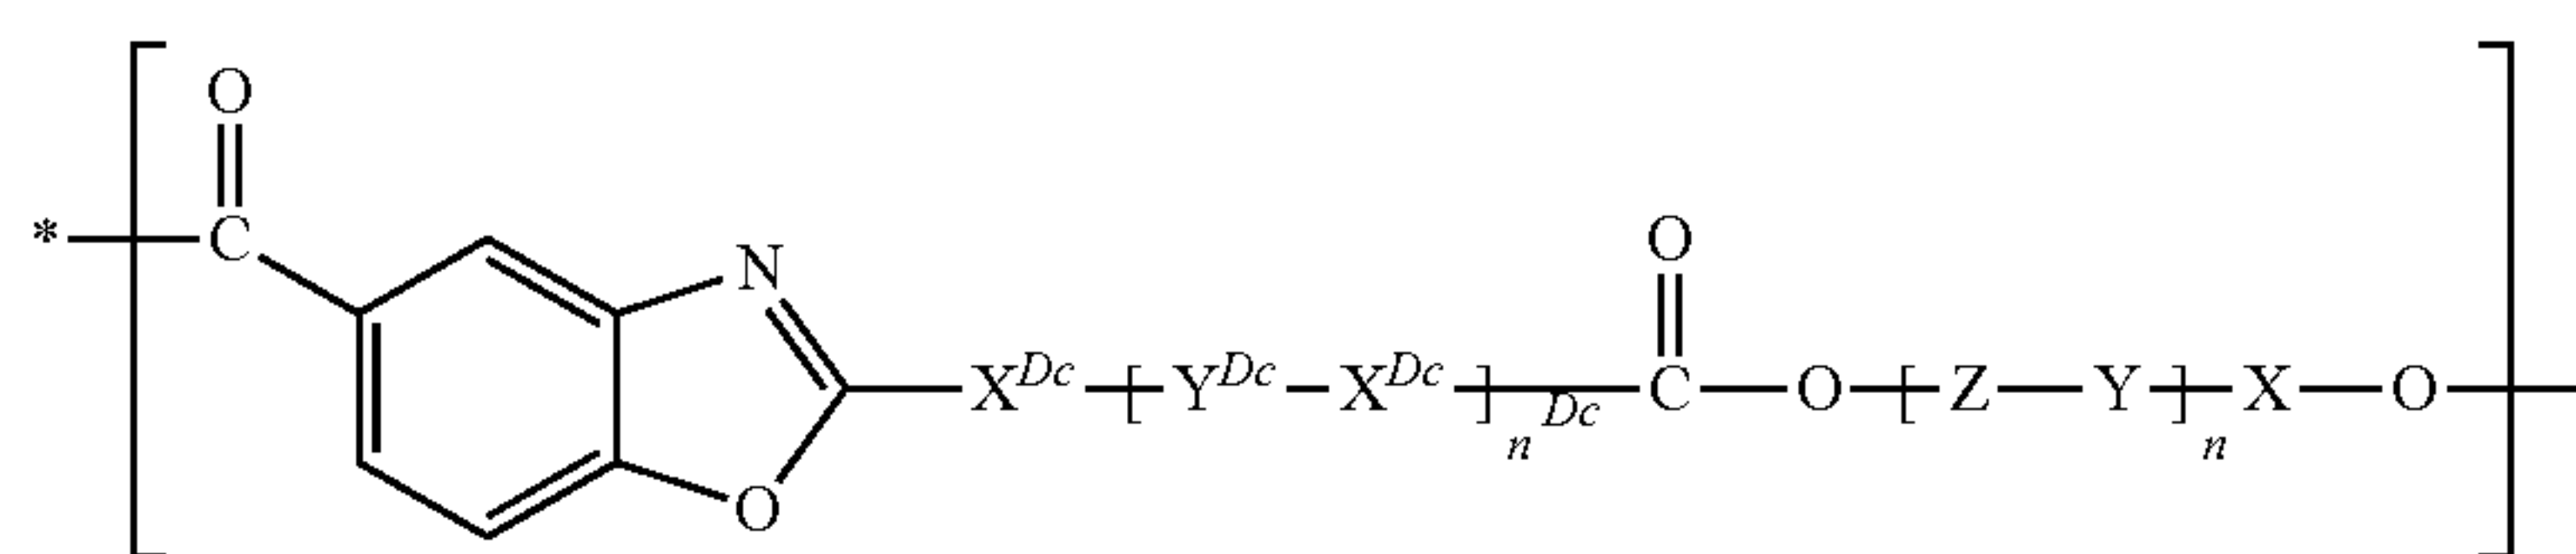 O
O
* C N
X^Dc [ Y^Dc X^Dc ]n^Dc C O [ Z Y ]n X O
O